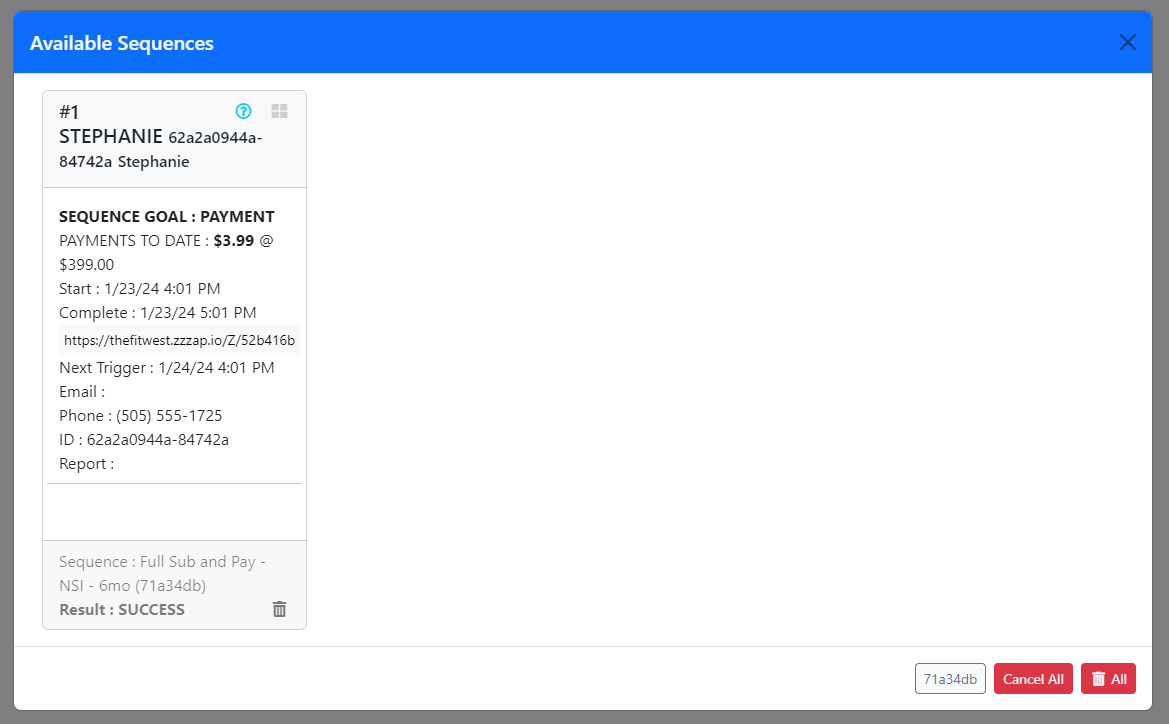 Available Sequences
#1
STEPHANIE 62a2a0944a-
84742a Stephanie
SEQUENCE GOAL : PAYMENT
PAYMENTS TO DATE : $3.99 @
$399.00
Start : 1/23/24 4:01 PM
Complete : 1/23/24 5:01 PM
https://thefitwest.zzzap.io/Z/52b416b
Next Trigger : 1/24/24 4:01 PM
Email :
Phone : (505) 555-1725
ID : 62a2a0944a-84742a
Report :
Sequence : Full Sub and Pay -
NSI - 6mo (71a34db)
Result : SUCCESS
71a34db
Cancel All
All